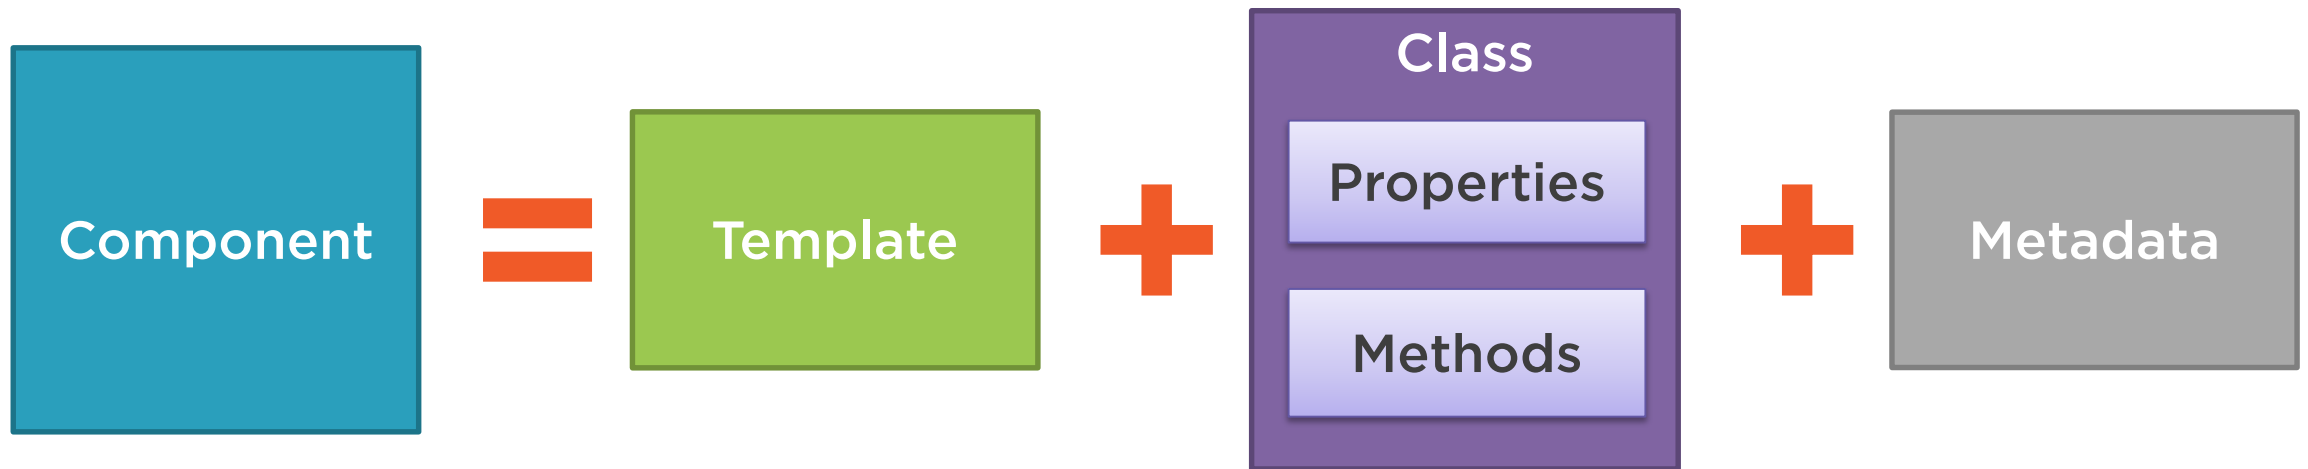 Component
Template
Class
Properties
Methods
Metadata